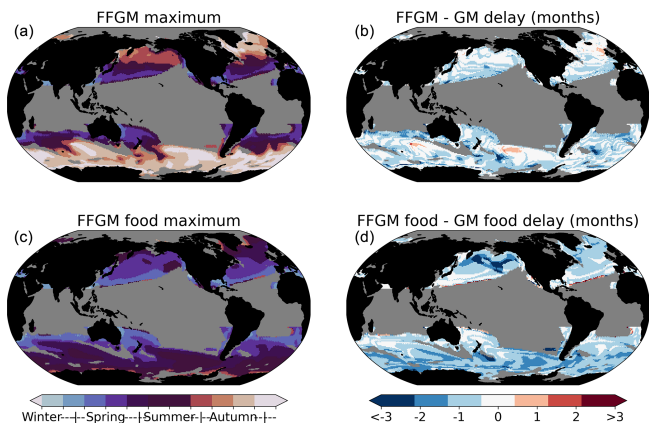 FFGM maximum
FFGM - GM delay (months)
(a)
(b)
FFGM food maximum
FFGM food - GM food delay (months)
(c)
(d)
Winter---|--Spring---|--Summer-|--Autumn-|---
<-3 -2 -1 0 1 2 >3